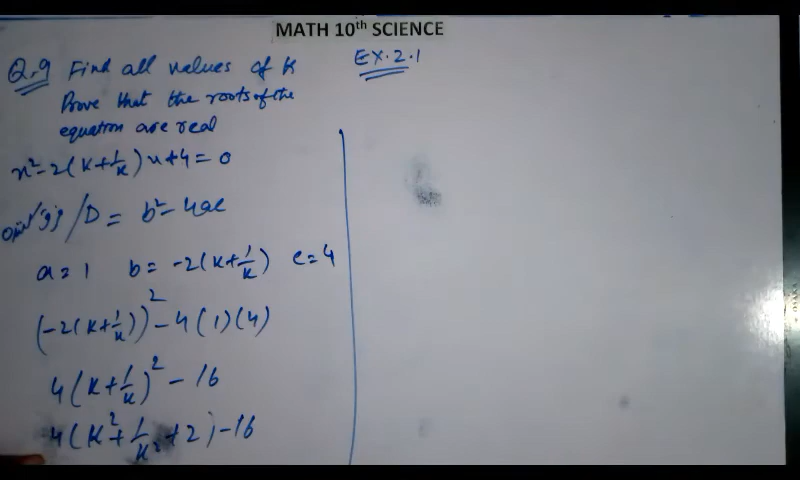 MATH 10th SCIENCE
EX.2.1
Q.9 Find all values of K
Prove that the roots of the
equation are real
x²-2(K+1/K)x+4=0
/D = b²-4ac
a=1 b=-2(K+1/K) c=4
(-2(K+1/K))²-4(1)(4)
4(K+1/K)²-16
4(K²+1/K²+2)-16